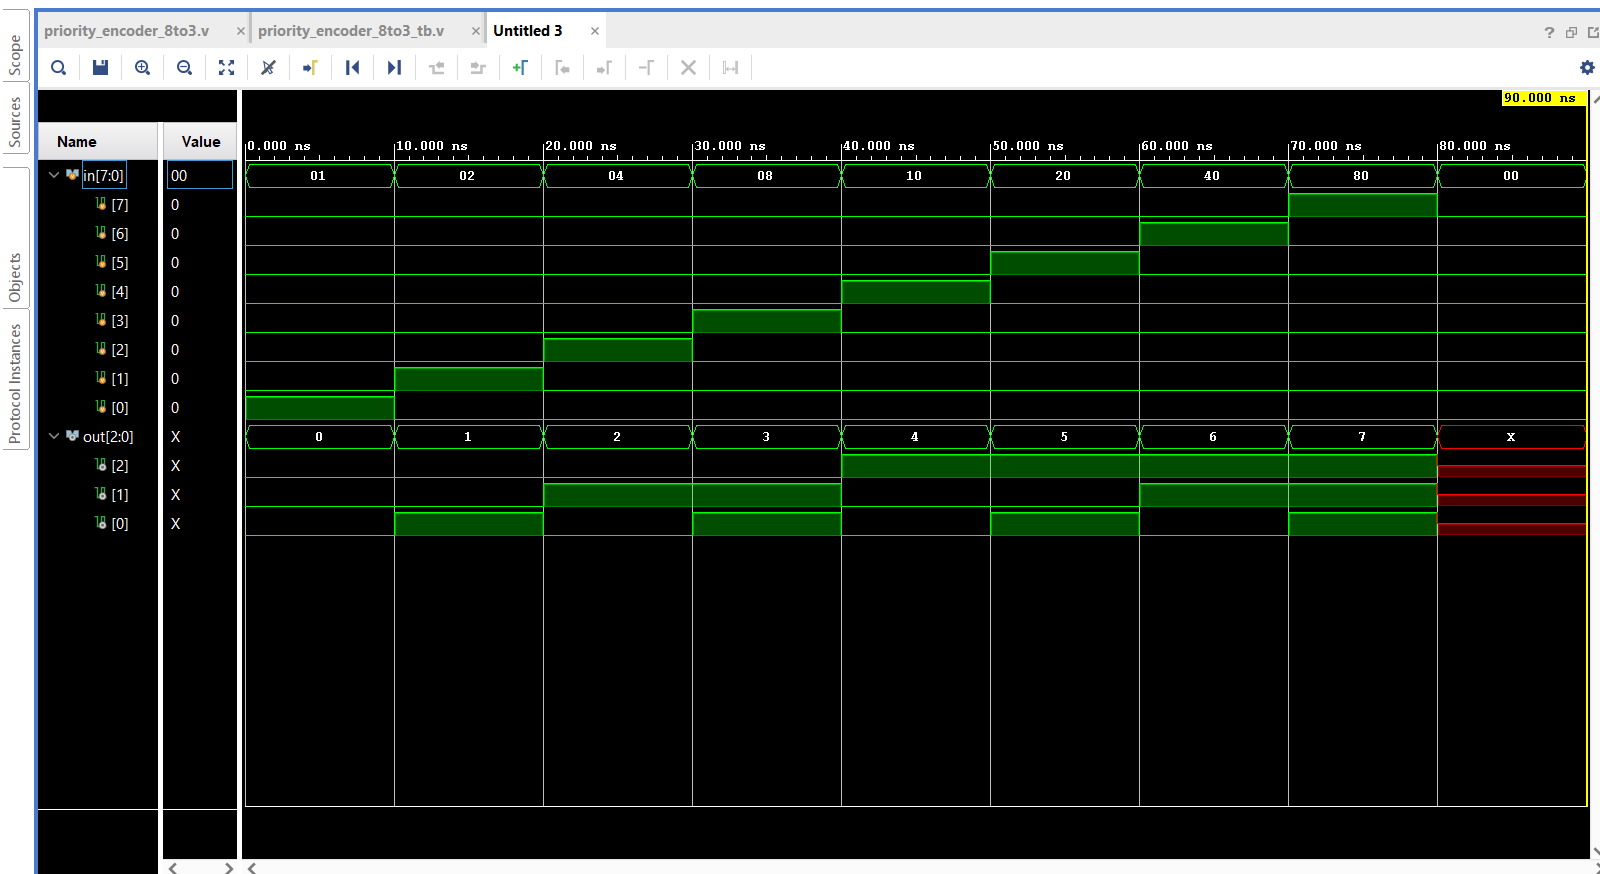 priority_encoder_8to3.v × priority_encoder_8to3_tb.v × Untitled 3 × ?
Scope
Sources
Objects
Protocol Instances
90.000 ns
Name Value
0.000 ns 10.000 ns 20.000 ns 30.000 ns 40.000 ns 50.000 ns 60.000 ns 70.000 ns 80.000 ns
in[7:0] 00 01 02 04 08 10 20 40 80 00
[7] 0
[6] 0
[5] 0
[4] 0
[3] 0
[2] 0
[1] 0
[0] 0
out[2:0] X 0 1 2 3 4 5 6 7 X
[2] X
[1] X
[0] X